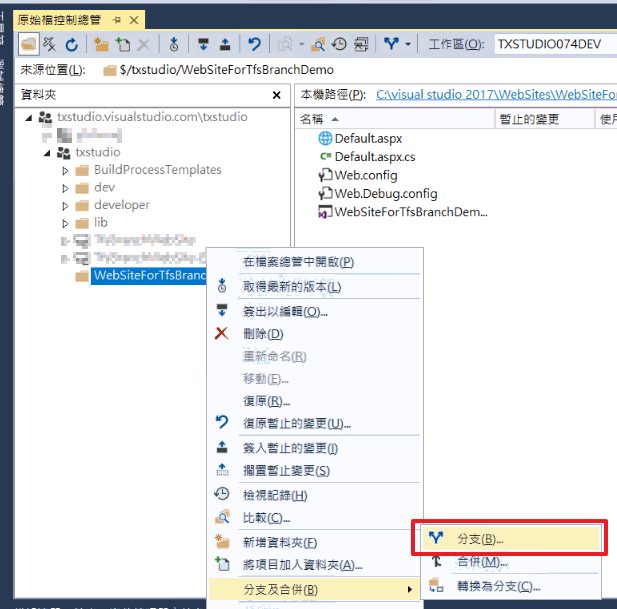 原始檔控制總管
工作區(O): TXSTUDIO074DEV
來源位置(L): $/txstudio/WebSiteForTfsBranchDemo
資料夾
本機路徑(P): C:\visual studio 2017\WebSites\WebSiteFor
名稱 暫止的變更 使用
txstudio.visualstudio.com\txstudio
txstudio
BuildProcessTemplates
dev
developer
lib
WebSiteForTfsBranc
Default.aspx
Default.aspx.cs
Web.config
Web.Debug.config
WebSiteForTfsBranchDem...
在檔案總管中開啟(P)
取得最新的版本(L)
簽出以編輯(O)...
刪除(D)
重新命名(R)
移動(E)...
復原(R)...
復原暫止的變更(U)...
簽入暫止的變更(I)
擱置暫止變更(S)
檢視記錄(H)
比較(C)...
新增資料夾(F)
將項目加入資料夾(A)...
分支及合併(B)
分支(B)...
合併(M)...
轉換為分支(C)...